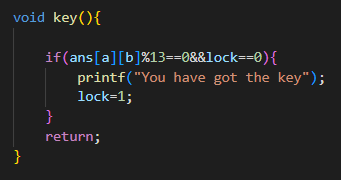 void key(){
if(ans[a][b]%13==0&&lock==0){
printf("You have got the key");
lock=1;
}
return;
}